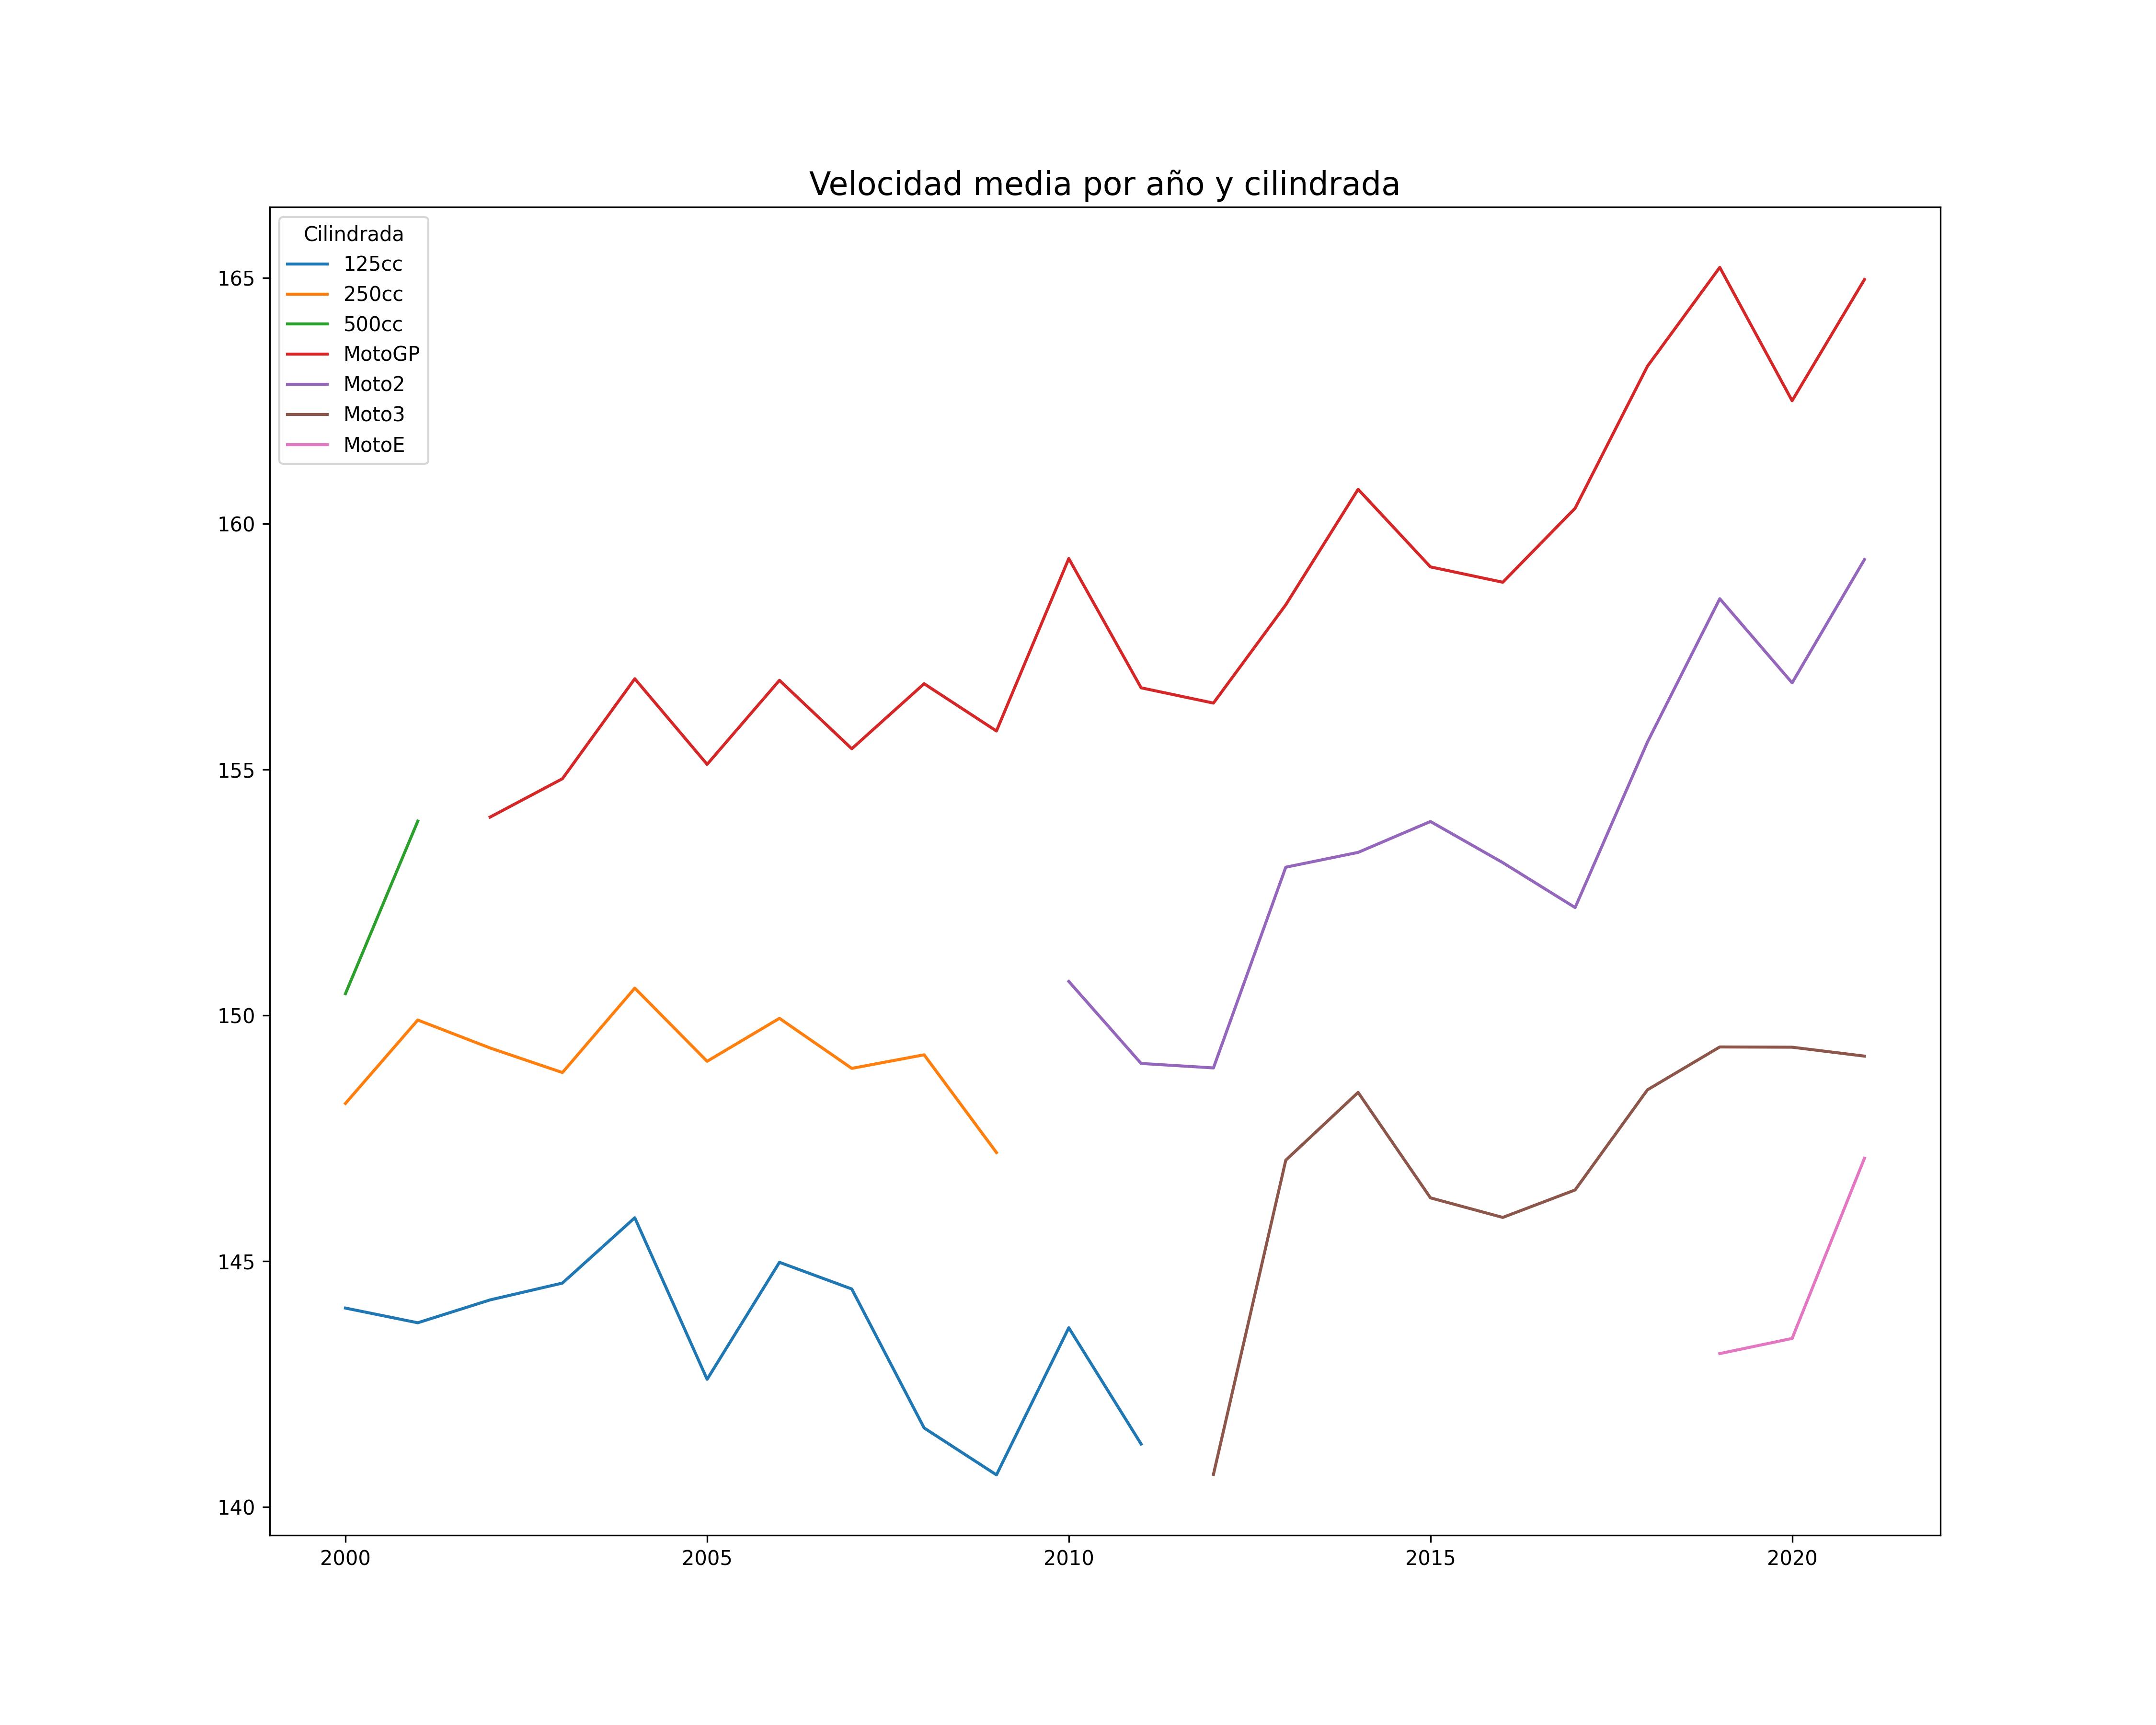 Velocidad media por año y cilindrada
Cilindrada
125cc
250cc
500cc
MotoGP
Moto2
Moto3
MotoE
165
160
155
150
145
140
2000
2005
2010
2015
2020